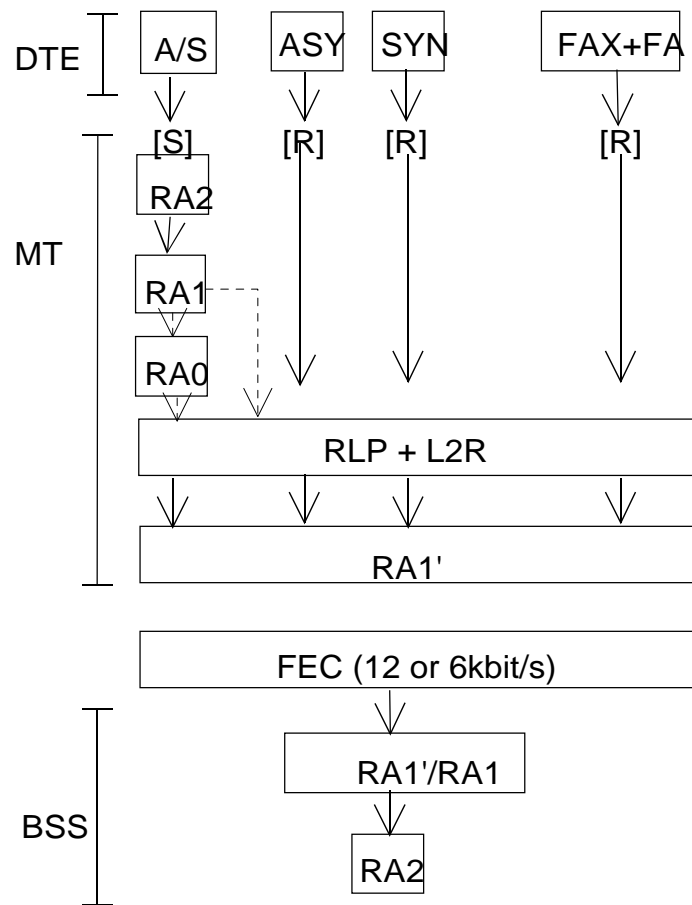 DTE
A/S
ASY
SYN
FAX+FA
[S]
[R]
[R]
[R]
MT
RA2
RA1
RA0
RLP + L2R
RA1'
FEC (12 or 6kbit/s)
BSS
RA1'/RA1
RA2